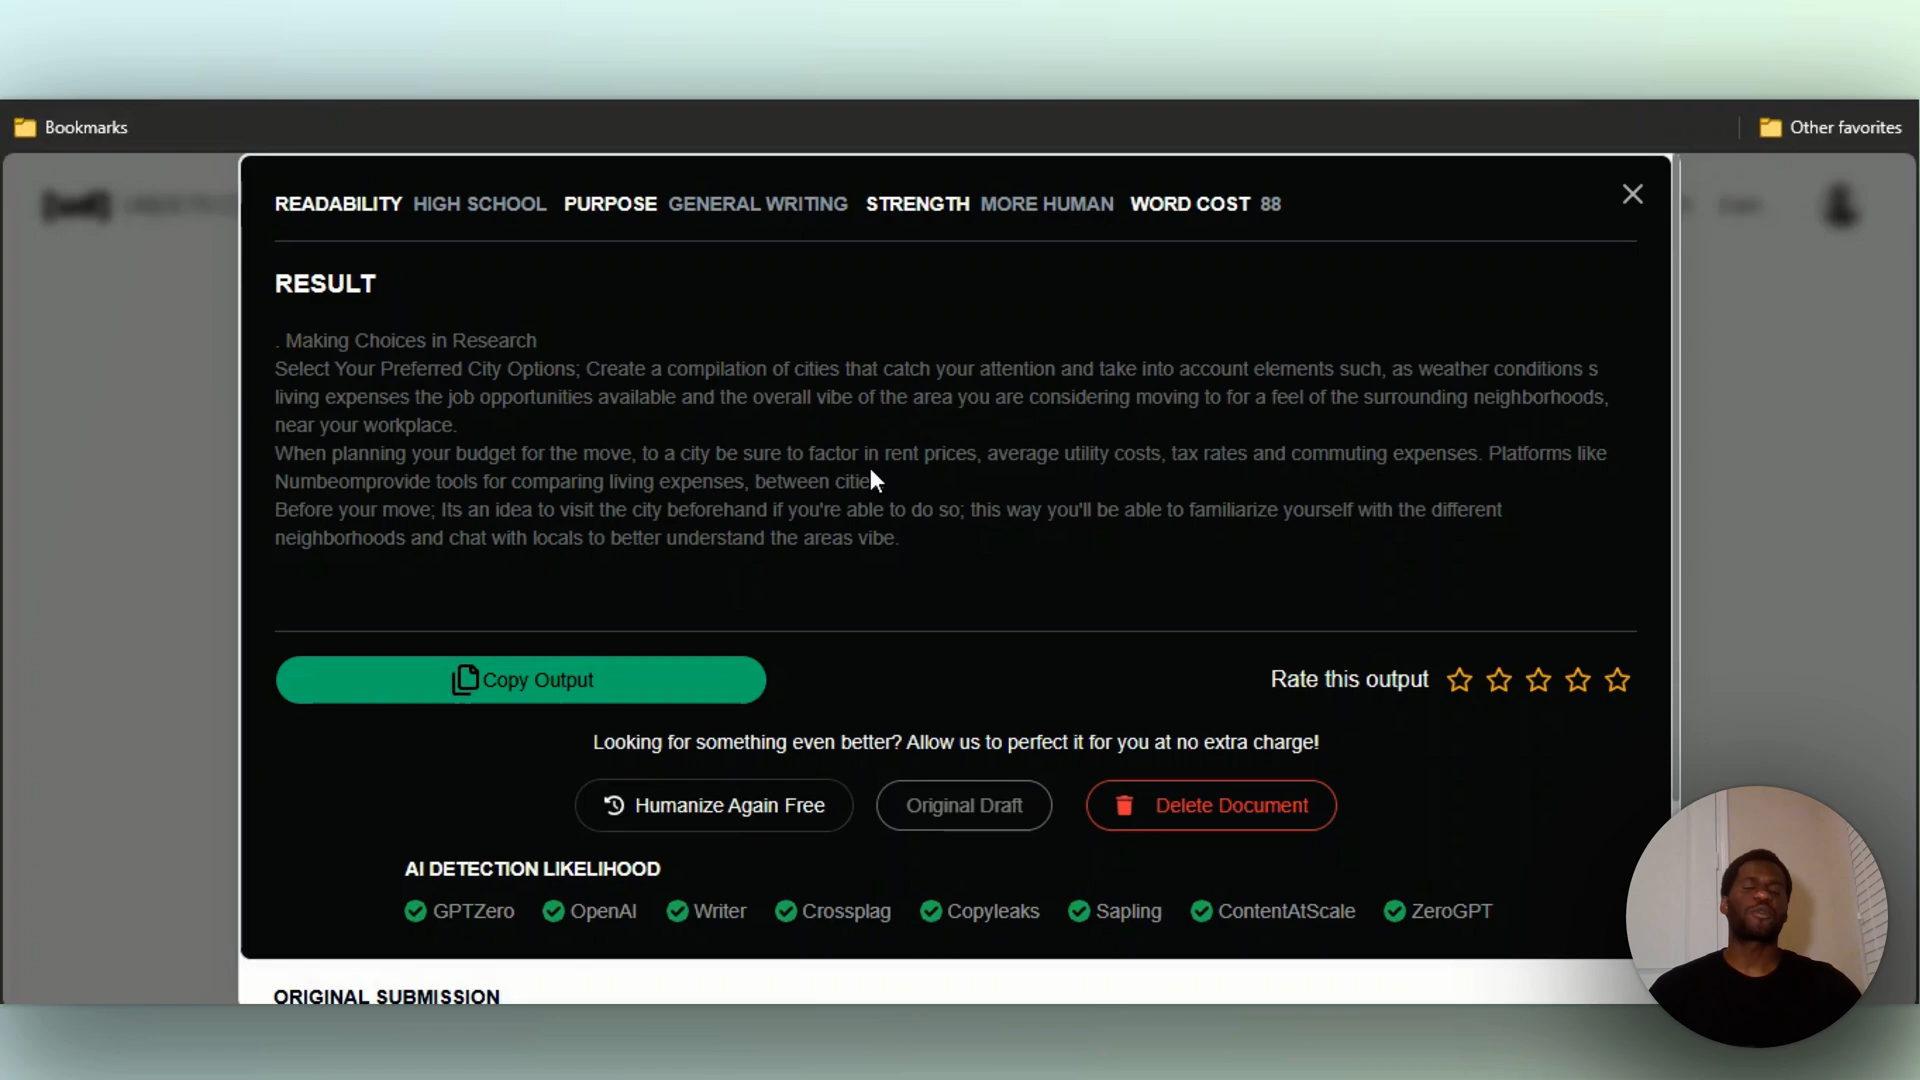 Bookmarks
Other favorites
READABILITY HIGH SCHOOL PURPOSE GENERAL WRITING STRENGTH MORE HUMAN WORD COST 88
RESULT
. Making Choices in Research
Select Your Preferred City Options; Create a compilation of cities that catch your attention and take into account elements such, as weather conditions s
living expenses the job opportunities available and the overall vibe of the area you are considering moving to for a feel of the surrounding neighborhoods,
near your workplace.
When planning your budget for the move, to a city be sure to factor in rent prices, average utility costs, tax rates and commuting expenses. Platforms like
Numbeomprovide tools for comparing living expenses, between citie
Before your move; Its an idea to visit the city beforehand if you're able to do so; this way you'll be able to familiarize yourself with the different
neighborhoods and chat with locals to better understand the areas vibe.
Copy Output
Rate this output
Looking for something even better? Allow us to perfect it for you at no extra charge!
Humanize Again Free
Original Draft
Delete Document
AI DETECTION LIKELIHOOD
GPTZero OpenAI Writer Crossplag Copyleaks Sapling ContentAtScale ZeroGPT
ORIGINAL SUBMISSION